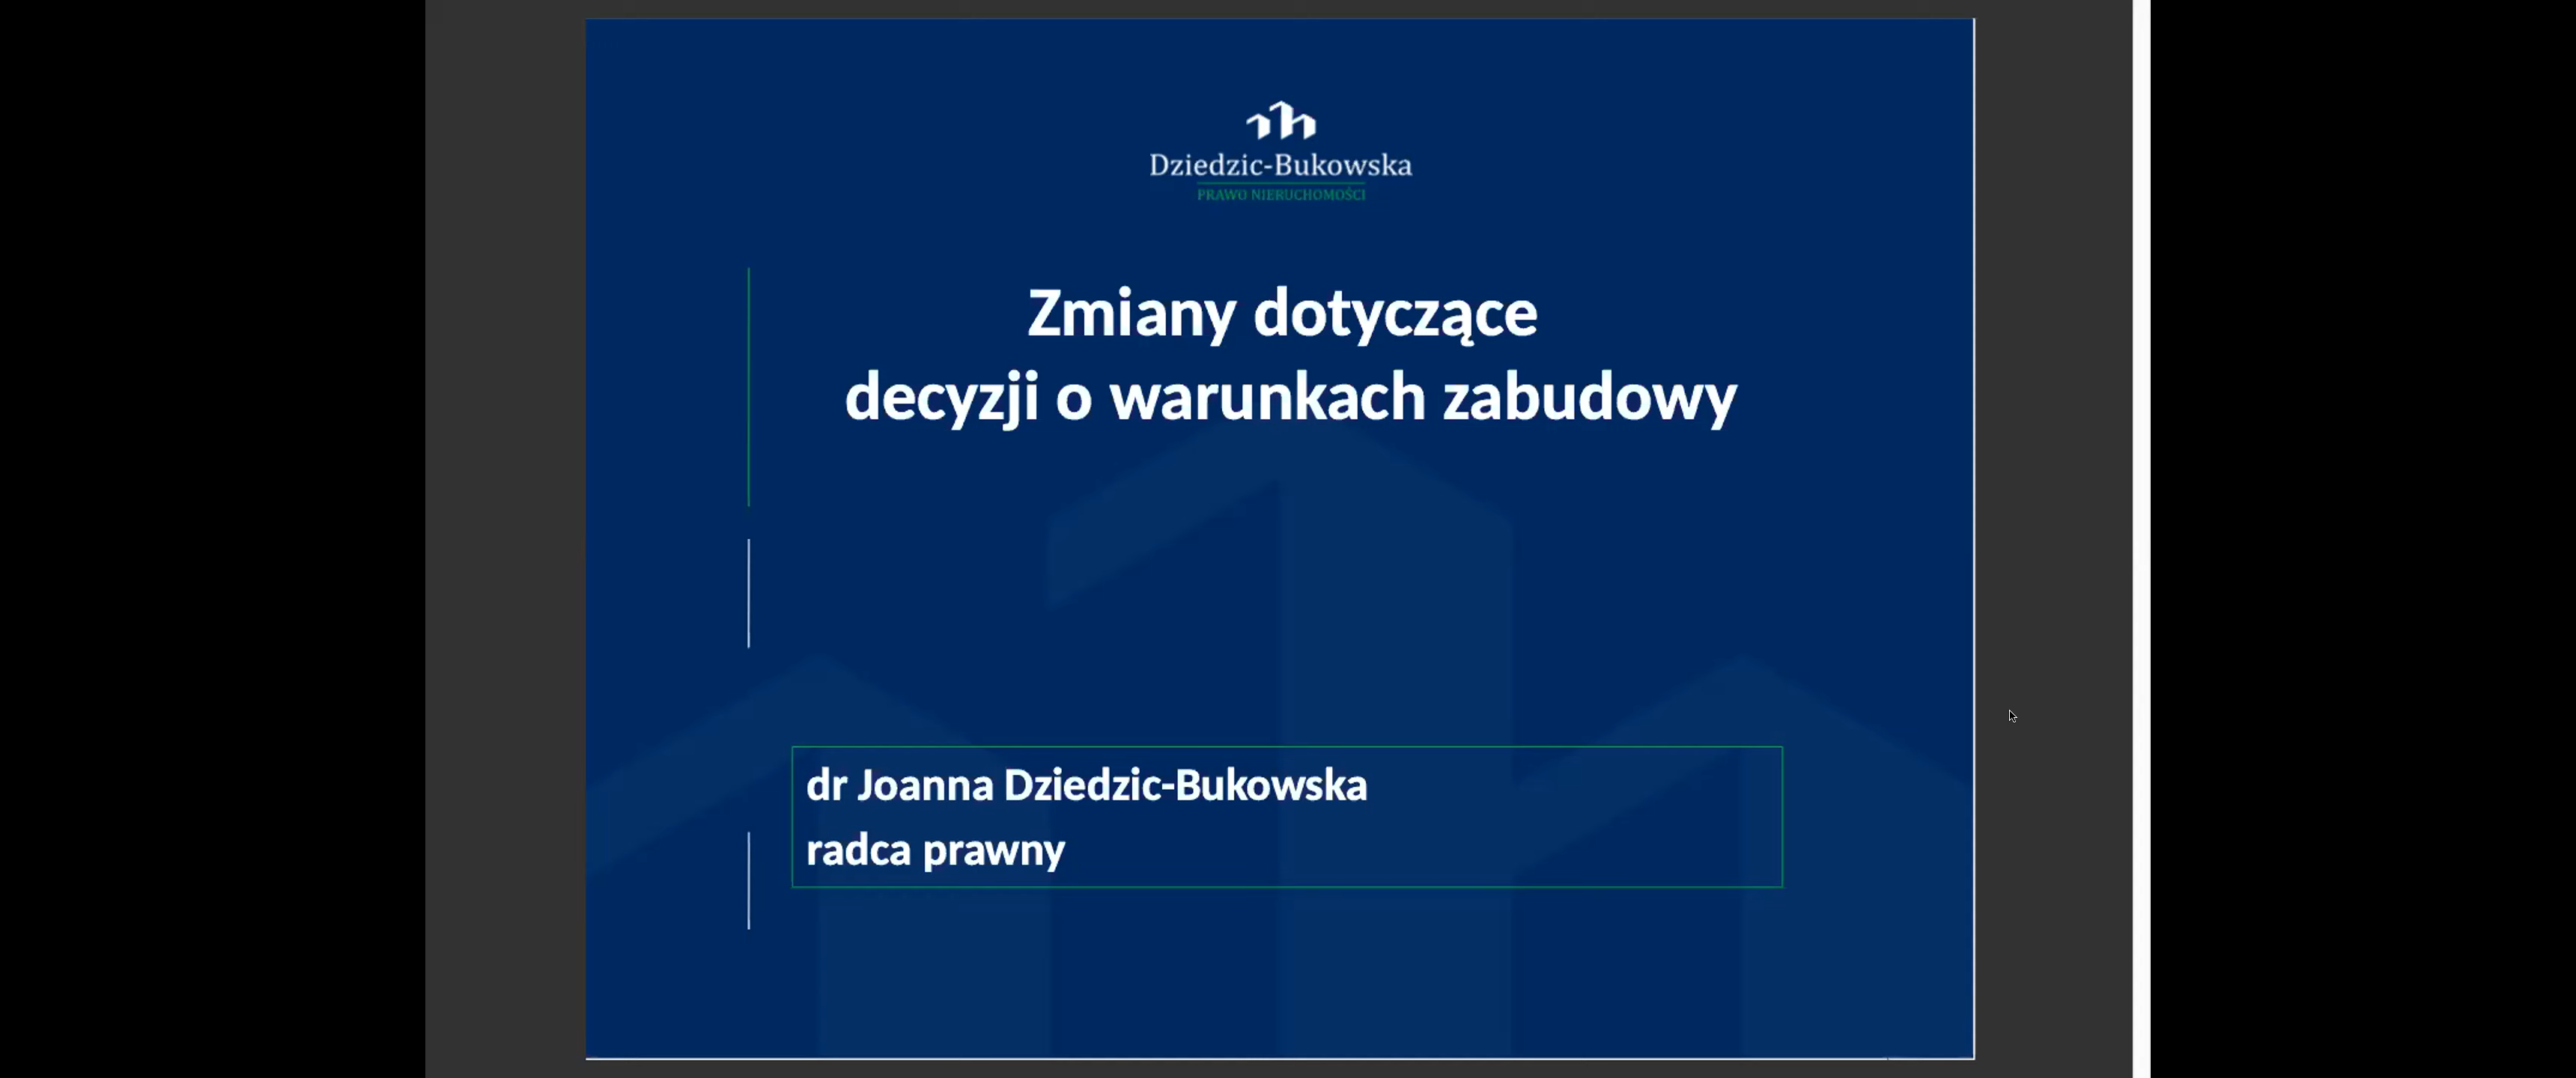 Dziedzic-Bukowska
PRAWO NIERUCHOMOŚCI
Zmiany dotyczące
decyzji o warunkach zabudowy
dr Joanna Dziedzic-Bukowska
radca prawny